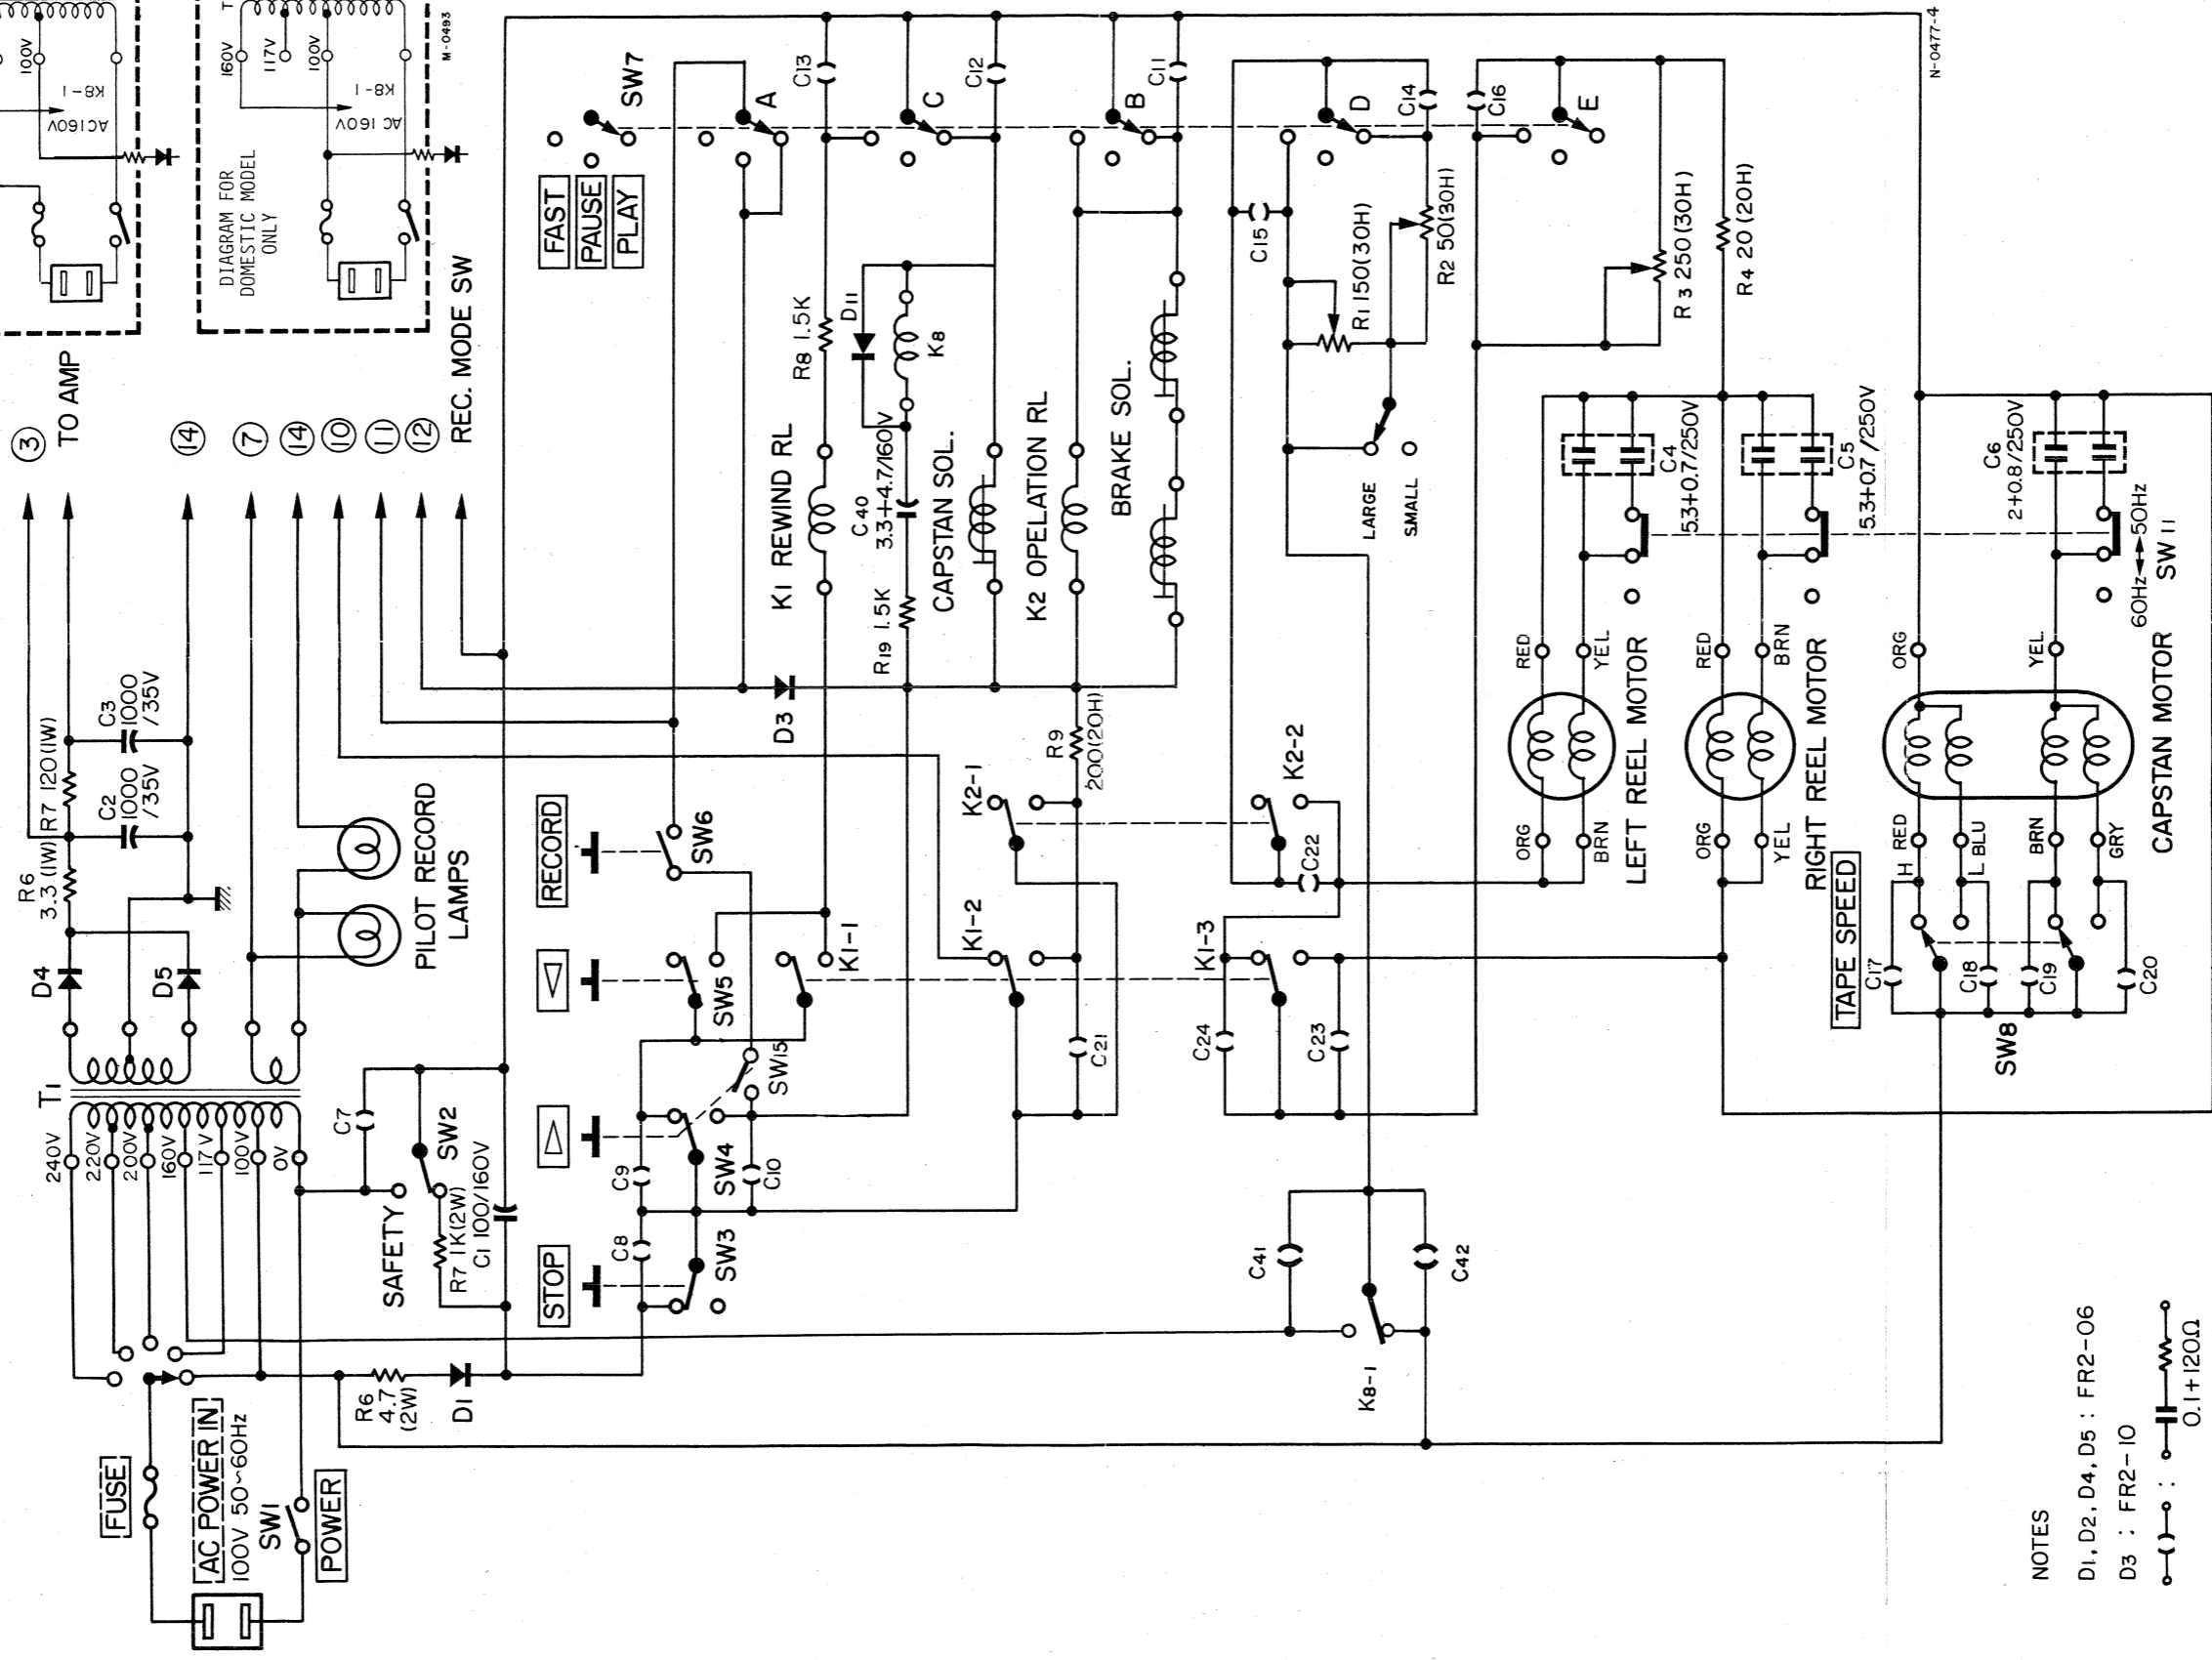 100V
AC160V
K8-1
T
160V
117V
100V
K8-1
AC 160V
M-0493
DIAGRAM FOR
DOMESTIC MODEL
ONLY
3
TO AMP
14
7
14
10
11
12
REC. MODE SW
R6
3.3 (1W)
R7 120(1W)
C2
1000
/35V
C3
1000
/35V
D4
D5
PILOT RECORD
LAMPS
T1
240V
220V
200V
160V
117V
100V
0V
C7
SW2
SAFETY
R7 1K(2W)
C1 100/160V
FUSE
AC POWER IN
100V 50~60Hz
SW1
POWER
R6
4.7
(2W)
D1
STOP
C8
SW3
C9
SW4
C10
▷
SW15
◁
SW5
K1-1
RECORD
SW6
D3
FAST
PAUSE
PLAY
SW7
A
C13
C
C12
B
C11
D
C14
C16
E
R8 1.5K
K1 REWIND RL
D11
K8
C40
3.3+4.7/160V
R19 1.5K
CAPSTAN SOL.
K2 OPELATION RL
BRAKE SOL.
R9
200(20H)
K2-1
K2-2
K1-2
K1-3
C21
C22
C23
C24
C15
R1 150(30H)
R2 50(30H)
R3 250(30H)
R4 20(20H)
LARGE
SMALL
C41
C42
K8-1
C4
5.3+0.7/250V
C5
5.3+0.7/250V
C6
2+0.8/250V
60Hz
50Hz
SW11
RED
YEL
ORG
BRN
LEFT REEL MOTOR
RED
BRN
ORG
YEL
RIGHT REEL MOTOR
ORG
YEL
H RED
L BLU
BRN
GRY
CAPSTAN MOTOR
TAPE SPEED
C17
C18
C19
C20
SW8
N-0477-4
NOTES
D1, D2, D4, D5 : FR2-06
D3 : FR2-10
:
0.1+120Ω